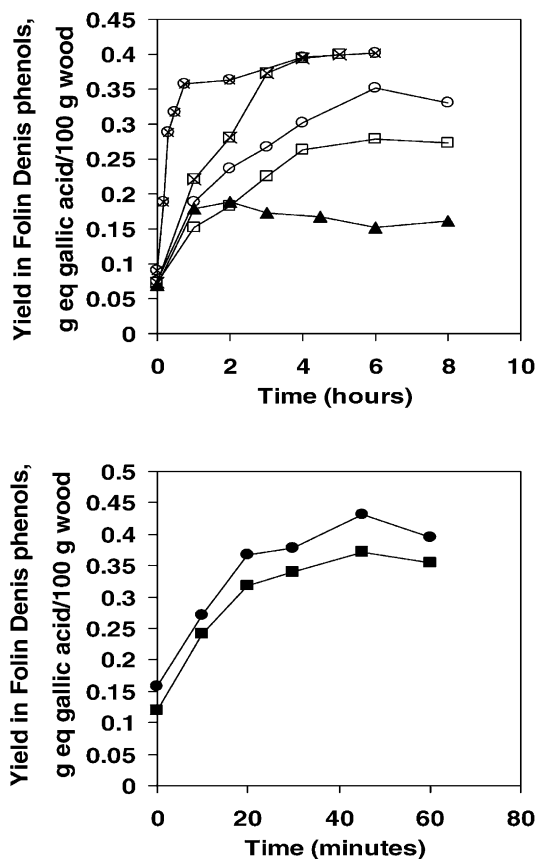 Yield in Folin Denis phenols,
g eq gallic acid/100 g wood
0.45
0.4
0.35
0.3
0.25
0.2
0.15
0.1
0.05
0
0 2 4 6 8 10
Time (hours)
Yield in Folin Denis phenols,
g eq gallic acid/100 g wood
0.5
0.45
0.4
0.35
0.3
0.25
0.2
0.15
0.1
0.05
0
0 20 40 60 80
Time (minutes)